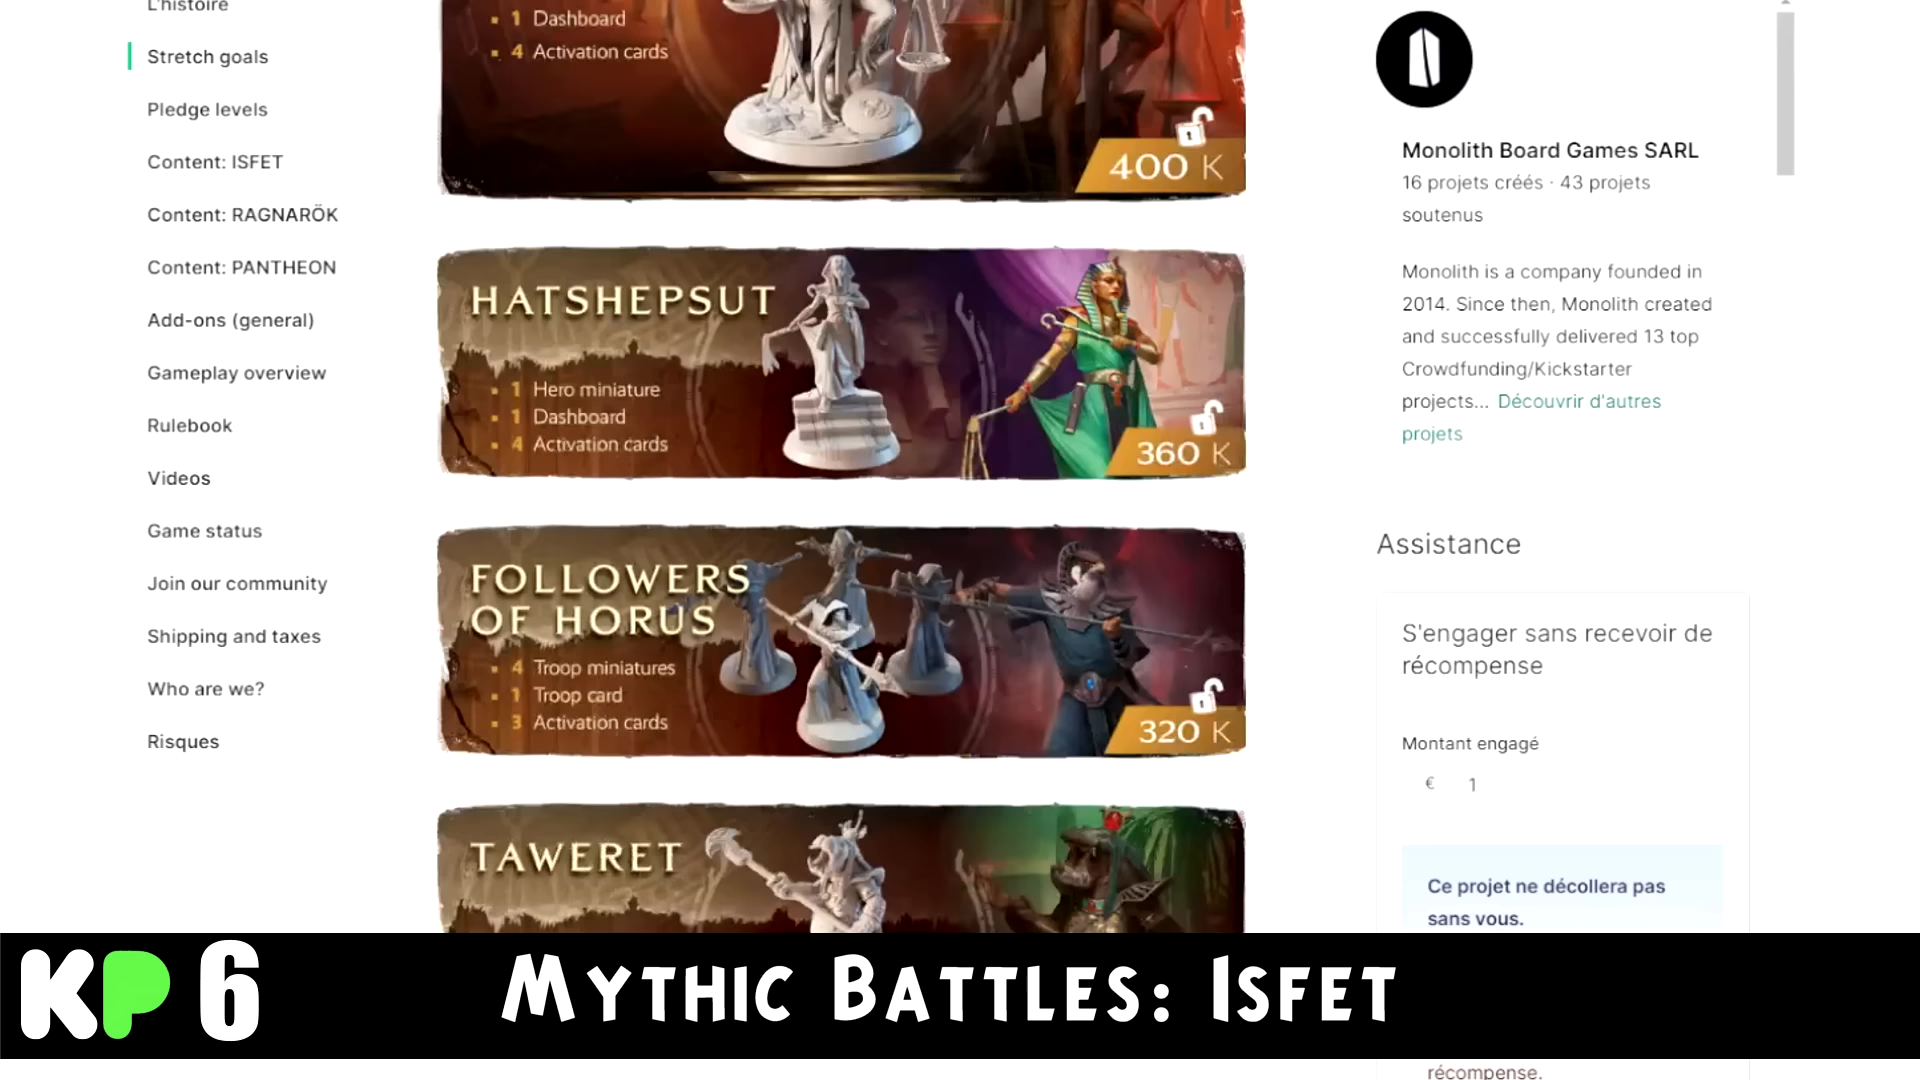 L'histoire
Stretch goals
Pledge levels
Content: ISFET
Content: RAGNARÖK
Content: PANTHEON
Add-ons (general)
Gameplay overview
Rulebook
Videos
Game status
Join our community
Shipping and taxes
Who are we?
Risques
▪ 1 Dashboard
▪ 4 Activation cards
400 K
HATSHEPSUT
▪ 1 Hero miniature
▪ 1 Dashboard
▪ 4 Activation cards
360 K
FOLLOWERS
OF HORUS
▪ 4 Troop miniatures
▪ 1 Troop card
▪ 3 Activation cards
320 K
TAWERET
Monolith Board Games SARL
16 projets créés · 43 projets
soutenus
Monolith is a company founded in
2014. Since then, Monolith created
and successfully delivered 13 top
Crowdfunding/Kickstarter
projects... Découvrir d'autres
projets
Assistance
S'engager sans recevoir de
récompense
Montant engagé
€ 1
Ce projet ne décollera pas
sans vous.
récompense.
KP 6
MYTHIC BATTLES: ISFET